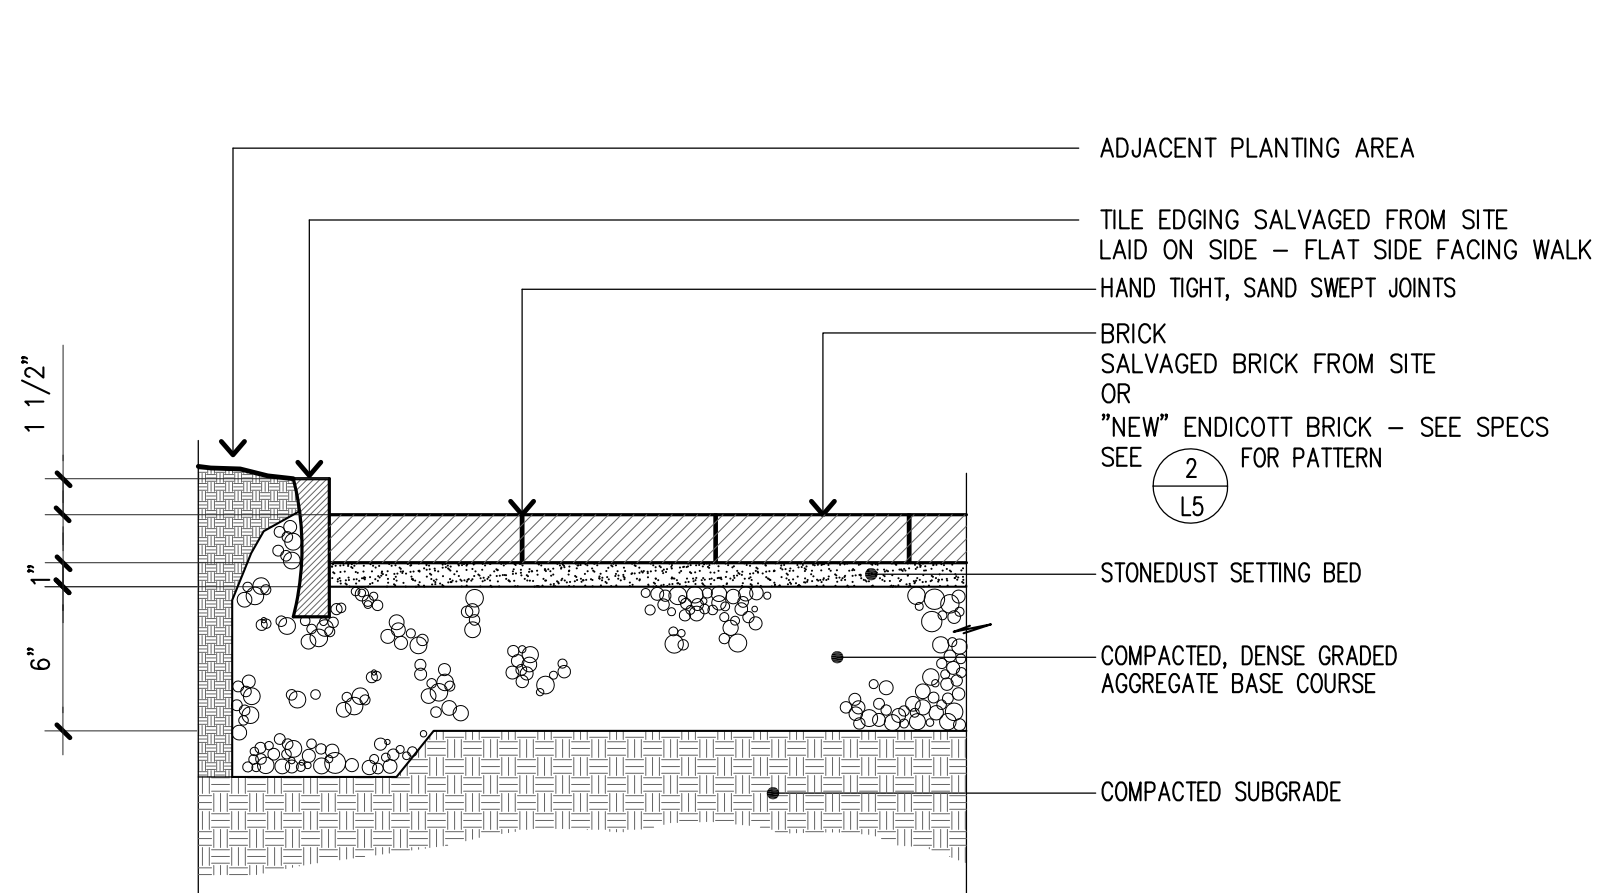 ADJACENT PLANTING AREA
TILE EDGING SALVAGED FROM SITE
LAID ON SIDE – FLAT SIDE FACING WALK
HAND TIGHT, SAND SWEPT JOINTS
BRICK
SALVAGED BRICK FROM SITE
OR
"NEW" ENDICOTT BRICK – SEE SPECS
SEE 2 FOR PATTERN
L5
STONEDUST SETTING BED
COMPACTED, DENSE GRADED
AGGREGATE BASE COURSE
COMPACTED SUBGRADE
1 1/2"
1"
6"